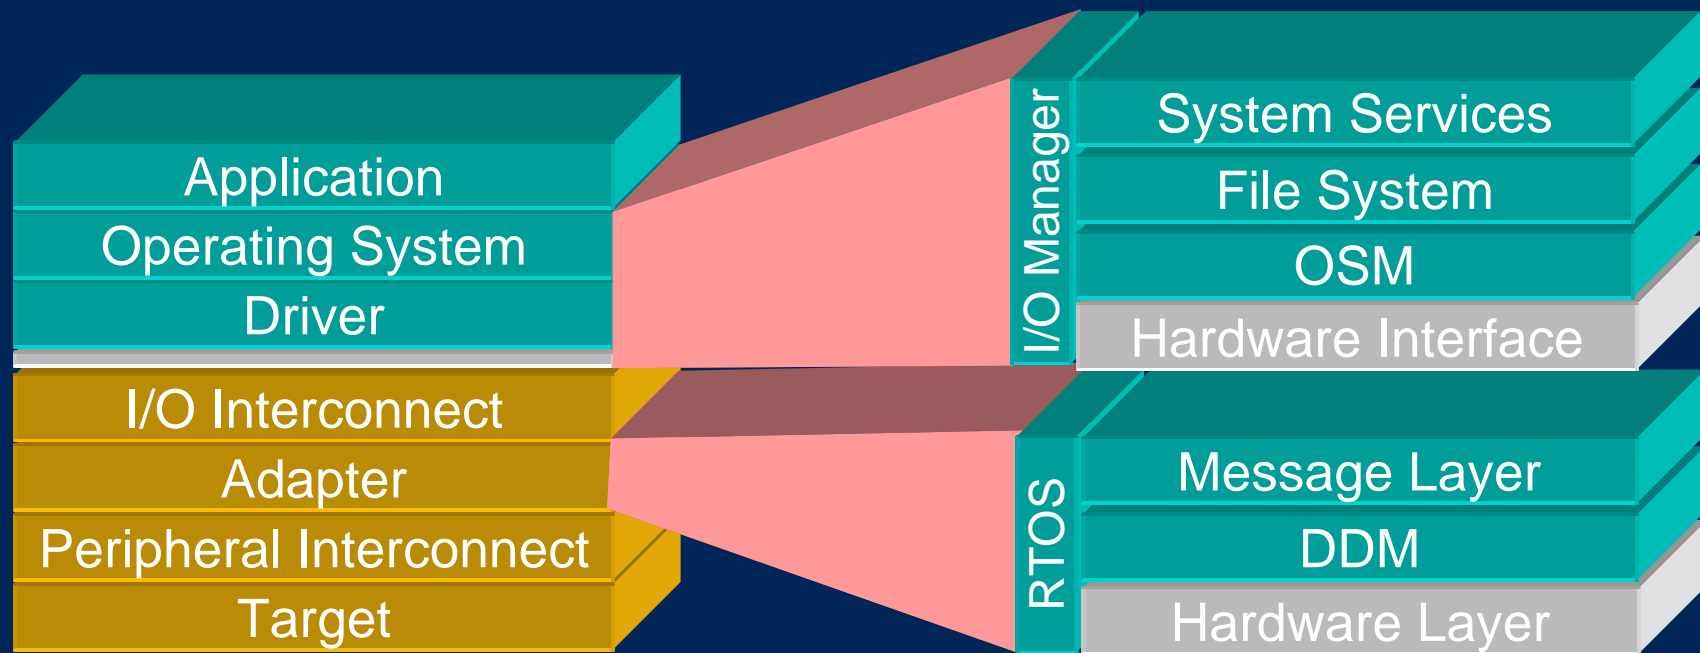 Application
Operating System
Driver
I/O Interconnect
Adapter
Peripheral Interconnect
Target
I/O Manager
System Services
File System
OSM
Hardware Interface
RTOS
Message Layer
DDM
Hardware Layer